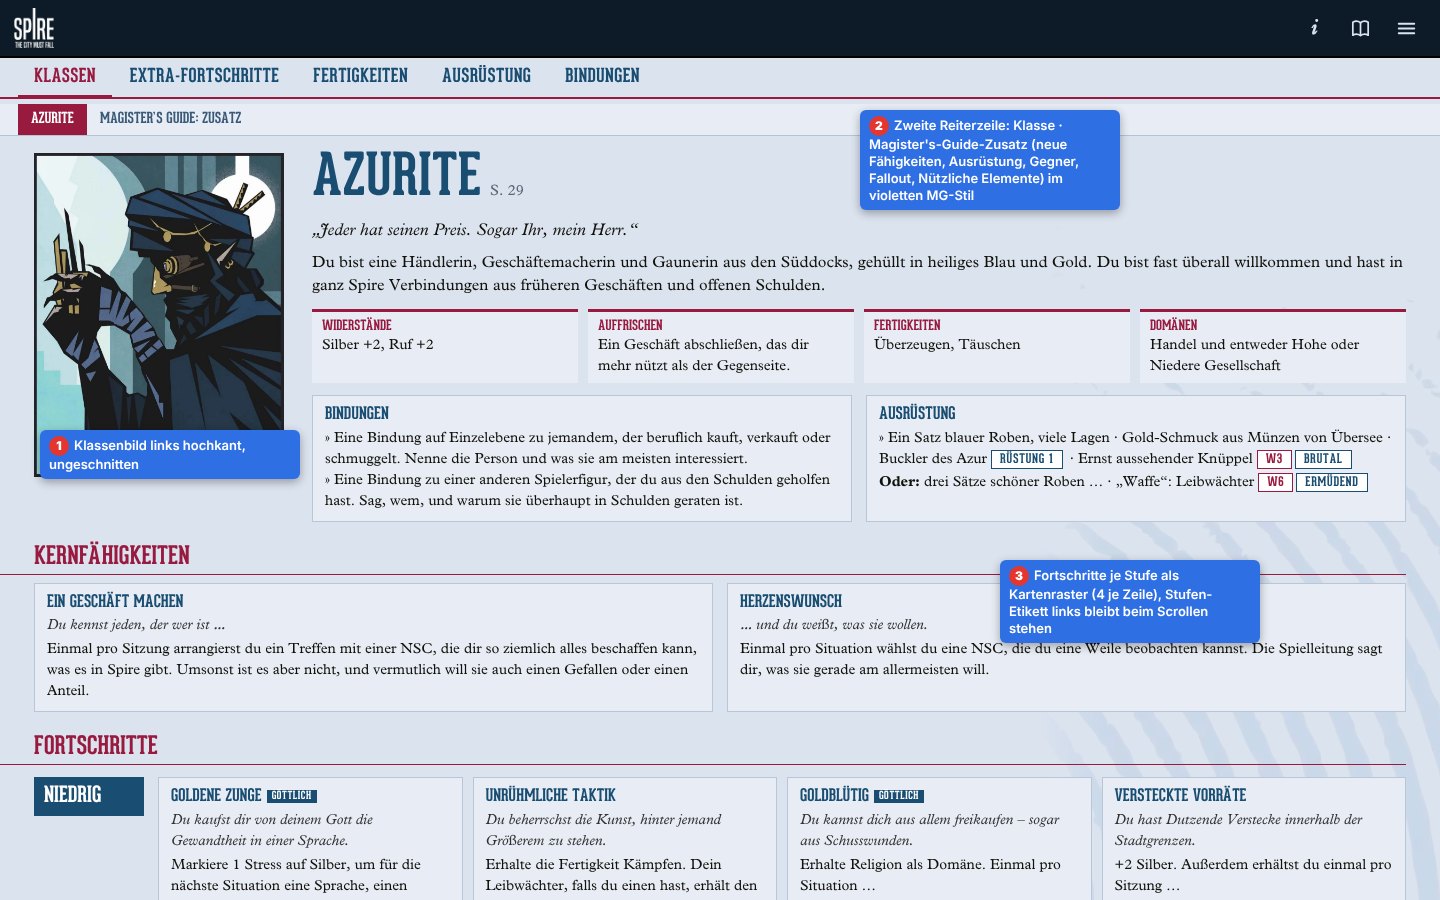 SPIRE
THE CITY MUST FALL
i
KLASSEN EXTRA-FORTSCHRITTE FERTIGKEITEN AUSRÜSTUNG BINDUNGEN
AZURITE MAGISTER'S GUIDE: ZUSATZ
2 Zweite Reiterzeile: Klasse ·
Magister's-Guide-Zusatz (neue
Fähigkeiten, Ausrüstung, Gegner,
Fallout, Nützliche Elemente) im
violetten MG-Stil
AZURITE S. 29
„Jeder hat seinen Preis. Sogar Ihr, mein Herr.“
Du bist eine Händlerin, Geschäftemacherin und Gaunerin aus den Süddocks, gehüllt in heiliges Blau und Gold. Du bist fast überall willkommen und hast in
ganz Spire Verbindungen aus früheren Geschäften und offenen Schulden.
WIDERSTÄNDE
Silber +2, Ruf +2
AUFFRISCHEN
Ein Geschäft abschließen, das dir
mehr nützt als der Gegenseite.
FERTIGKEITEN
Überzeugen, Täuschen
DOMÄNEN
Handel und entweder Hohe oder
Niedere Gesellschaft
1 Klassenbild links hochkant,
ungeschnitten
BINDUNGEN
» Eine Bindung auf Einzelebene zu jemandem, der beruflich kauft, verkauft oder
schmuggelt. Nenne die Person und was sie am meisten interessiert.
» Eine Bindung zu einer anderen Spielerfigur, der du aus den Schulden geholfen
hast. Sag, wem, und warum sie überhaupt in Schulden geraten ist.
AUSRÜSTUNG
» Ein Satz blauer Roben, viele Lagen · Gold-Schmuck aus Münzen von Übersee ·
Buckler des Azur RÜSTUNG 1 · Ernst aussehender Knüppel W3 BRUTAL
Oder: drei Sätze schöner Roben … · „Waffe“: Leibwächter W6 ERMÜDEND
KERNFÄHIGKEITEN
3 Fortschritte je Stufe als
Kartenraster (4 je Zeile), Stufen-
Etikett links bleibt beim Scrollen
stehen
EIN GESCHÄFT MACHEN
Du kennst jeden, der wer ist …
Einmal pro Sitzung arrangierst du ein Treffen mit einer NSC, die dir so ziemlich alles beschaffen kann,
was es in Spire gibt. Umsonst ist es aber nicht, und vermutlich will sie auch einen Gefallen oder einen
Anteil.
HERZENSWUNSCH
… und du weißt, was sie wollen.
Einmal pro Situation wählst du eine NSC, die du eine Weile beobachten kannst. Die Spielleitung sagt
dir, was sie gerade am allermeisten will.
FORTSCHRITTE
NIEDRIG
GOLDENE ZUNGE GÖTTLICH
Du kaufst dir von deinem Gott die
Gewandtheit in einer Sprache.
Markiere 1 Stress auf Silber, um für die
nächste Situation eine Sprache, einen
UNRÜHMLICHE TAKTIK
Du beherrschst die Kunst, hinter jemand
Größerem zu stehen.
Erhalte die Fertigkeit Kämpfen. Dein
Leibwächter, falls du einen hast, erhält den
GOLDBLÜTIG GÖTTLICH
Du kannst dich aus allem freikaufen – sogar
aus Schusswunden.
Erhalte Religion als Domäne. Einmal pro
Situation …
VERSTECKTE VORRÄTE
Du hast Dutzende Verstecke innerhalb der
Stadtgrenzen.
+2 Silber. Außerdem erhältst du einmal pro
Sitzung …